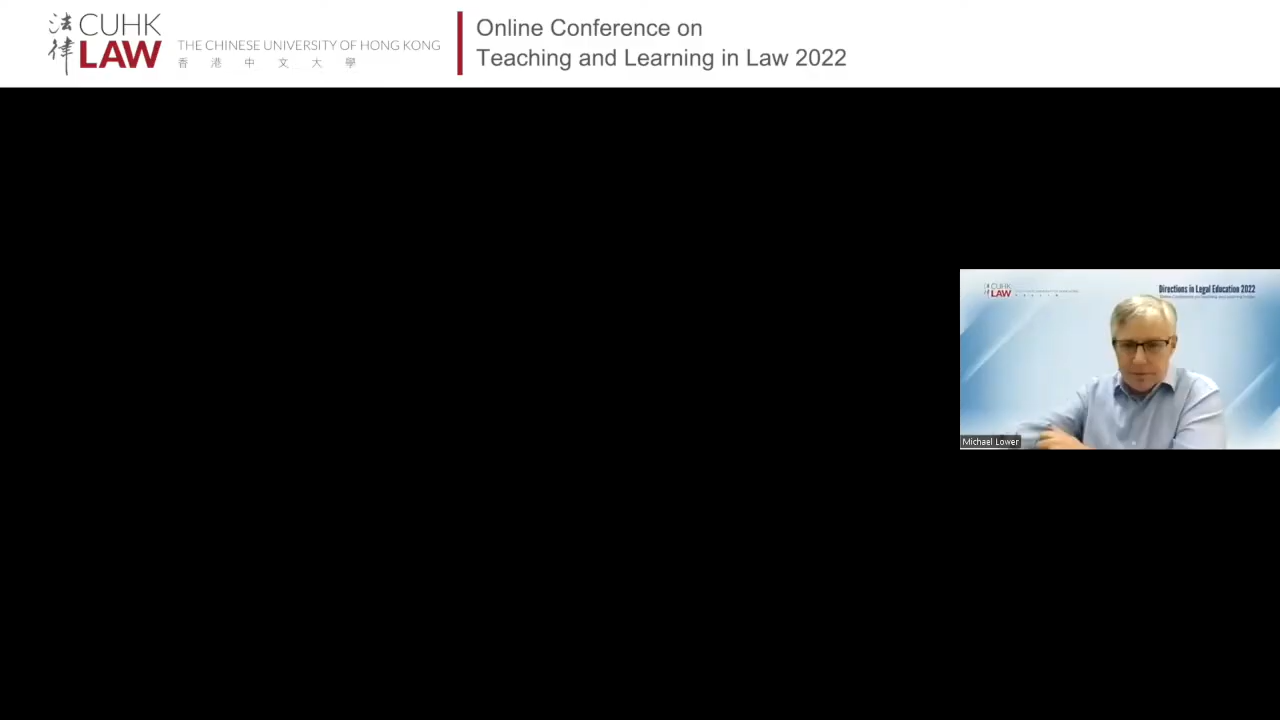 法律
CUHK
LAW
THE CHINESE UNIVERSITY OF HONG KONG
香港中文大學
Online Conference on
Teaching and Learning in Law 2022
CUHK
LAW
Directions in Legal Education 2022
Michael Lower